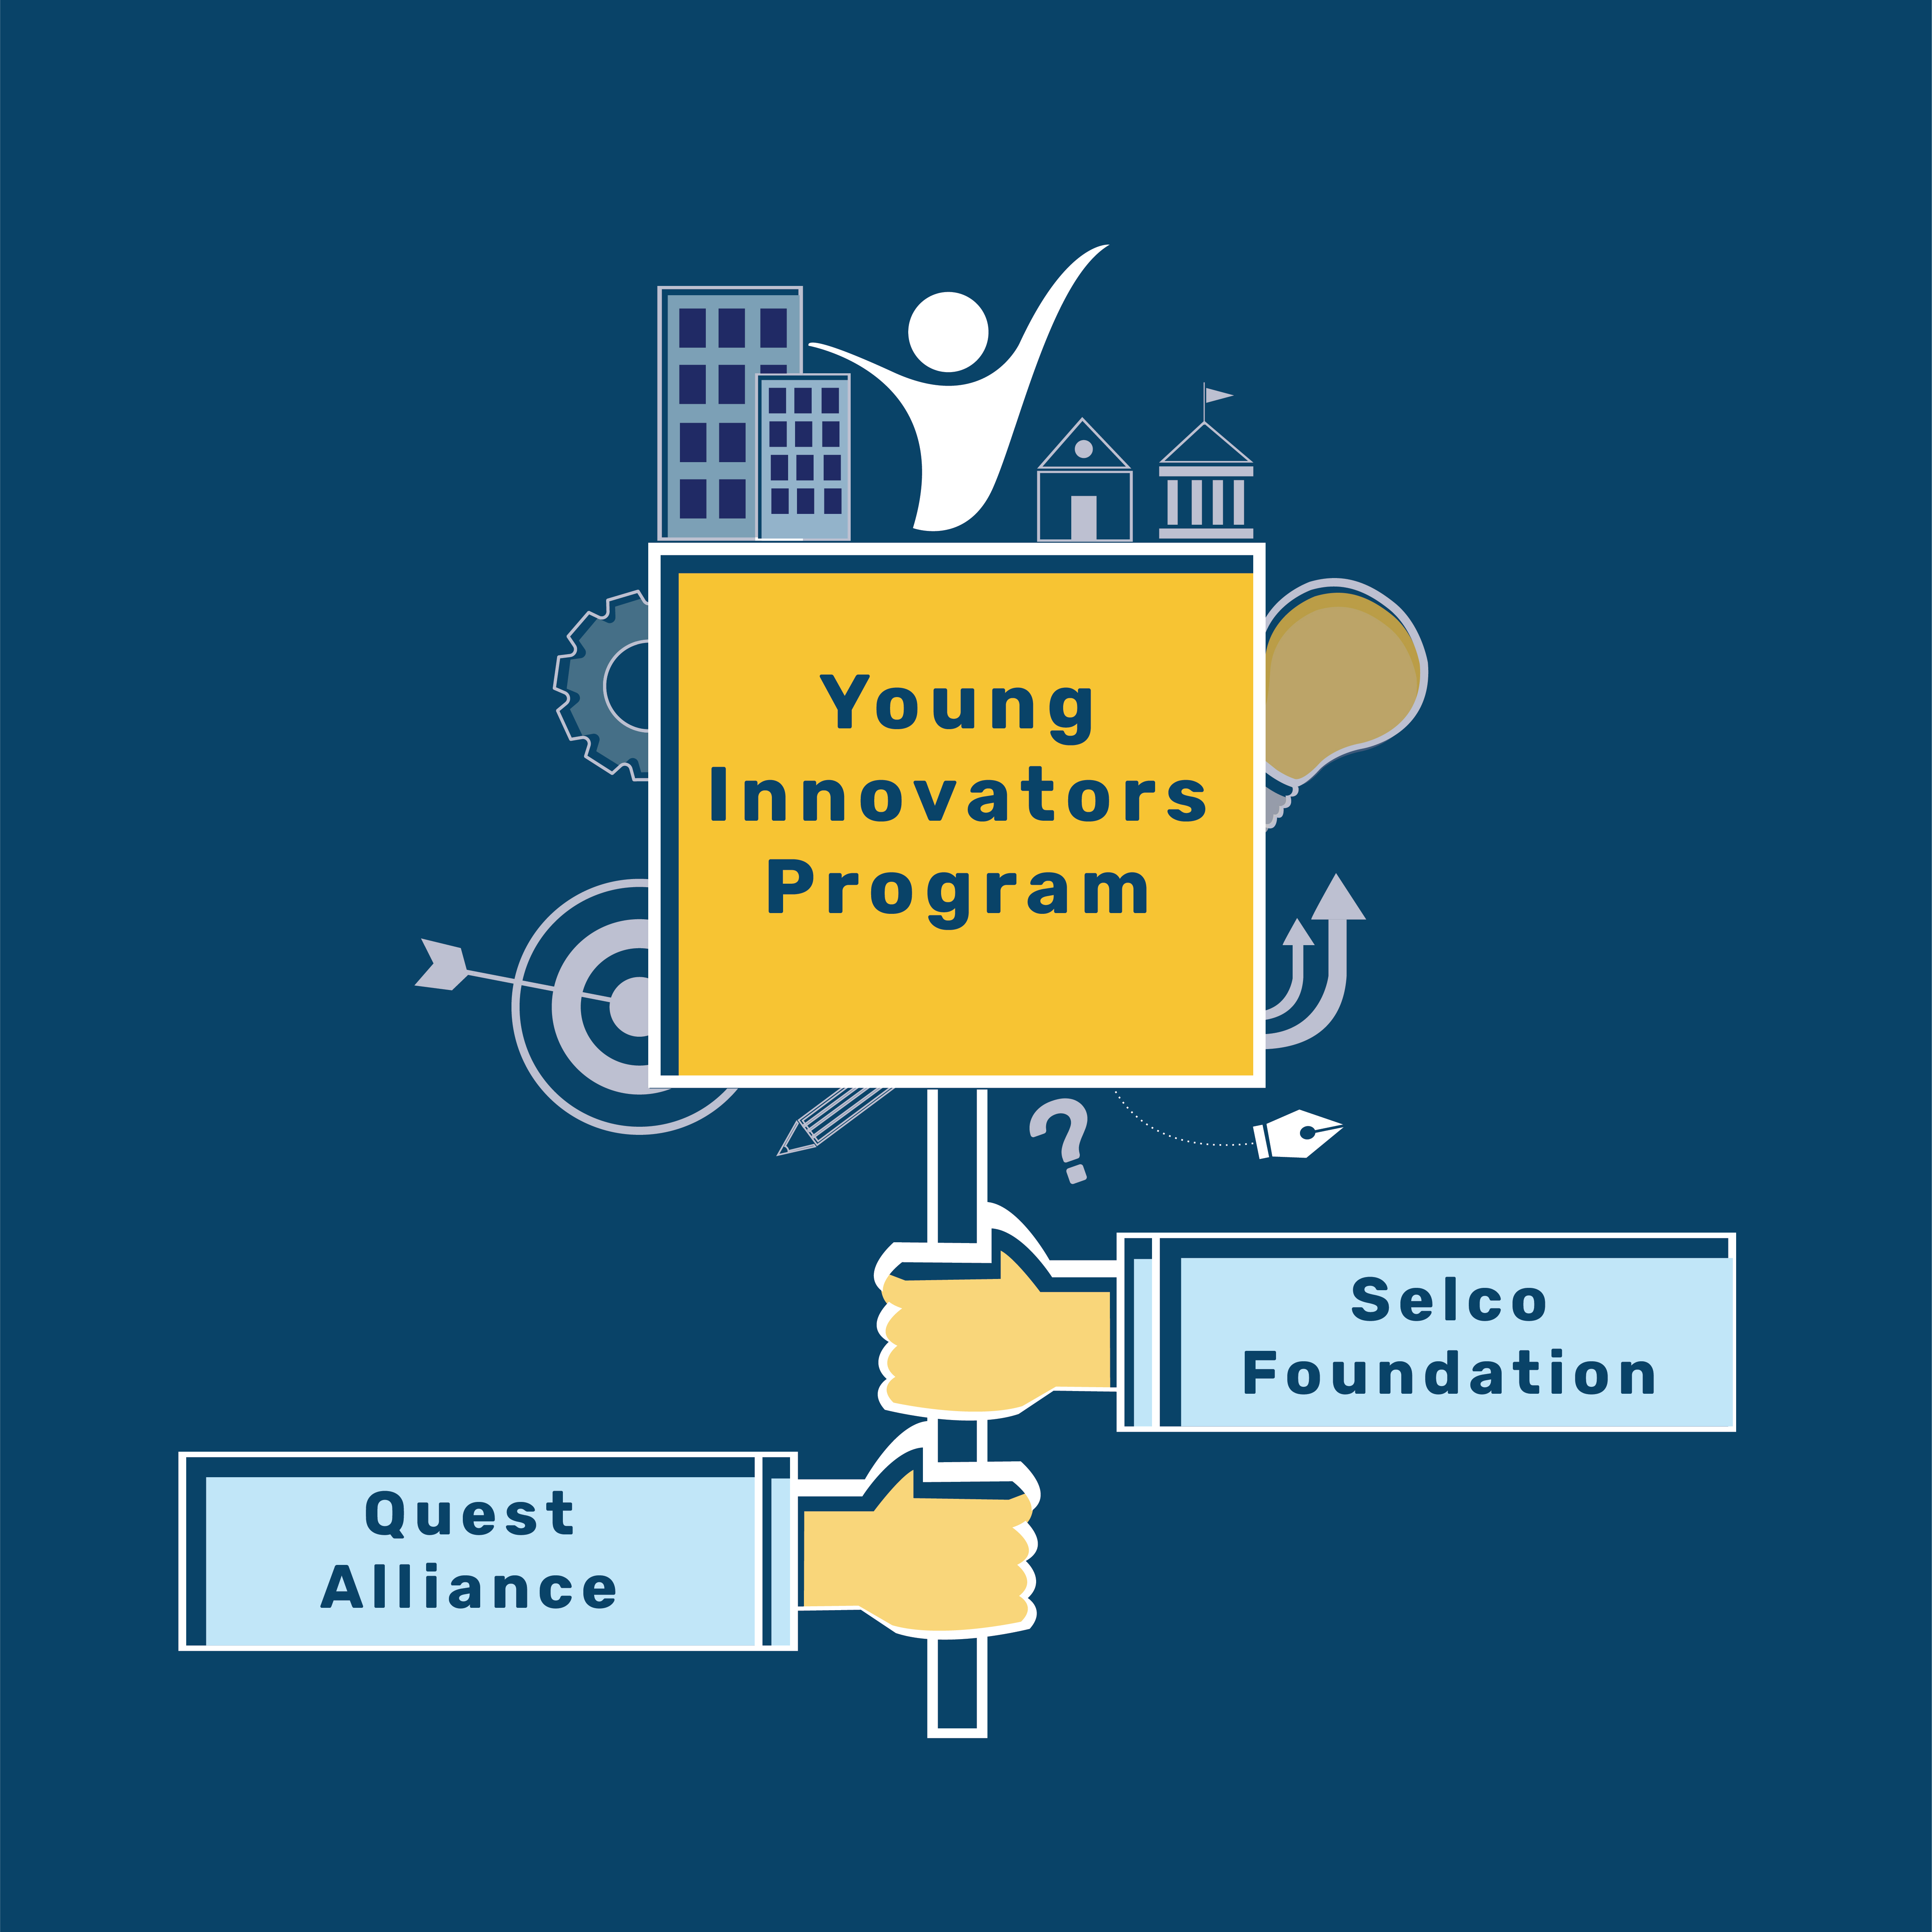 Young
Innovators
Program
?
Selco
Foundation
Quest
Alliance